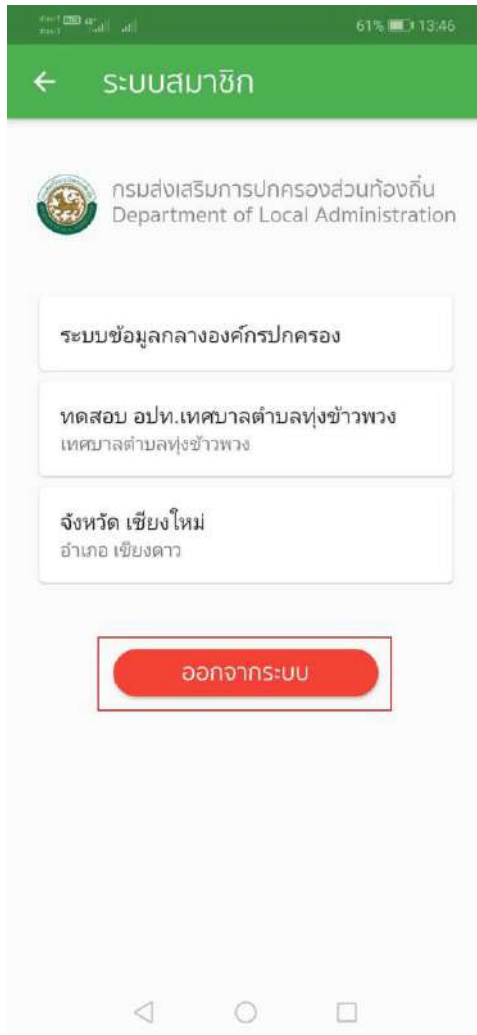 61% 13:46
ระบบสมาชิก
กรมส่งเสริมการปกครองส่วนท้องถิ่น
Department of Local Administration
ระบบข้อมูลกลางองค์กรปกครอง
ทดสอบ อปท.เทศบาลตำบลทุ่งข้าวพวง
เทศบาลตำบลทุ่งข้าวพวง
จังหวัด เชียงใหม่
อำเภอ เชียงดาว
ออกจากระบบ